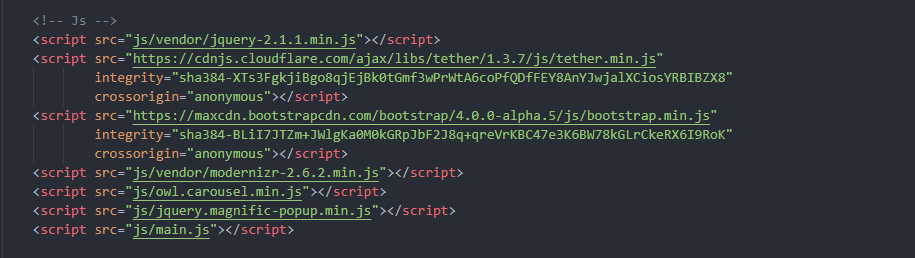 <!-- Js -->
<script src="js/vendor/jquery-2.1.1.min.js"></script>
<script src="https://cdnjs.cloudflare.com/ajax/libs/tether/1.3.7/js/tether.min.js"
integrity="sha384-XTs3FgkjiBgo8qjEjBk0tGmf3wPrWtA6coPfQDfFEY8AnYJwjalXCiosYRBIBZX8"
crossorigin="anonymous"></script>
<script src="https://maxcdn.bootstrapcdn.com/bootstrap/4.0.0-alpha.5/js/bootstrap.min.js"
integrity="sha384-BLiI7JTZm+JWlgKa0M0kGRpJbF2J8q+qreVrKBC47e3K6BW78kGLrCkeRX6I9RoK"
crossorigin="anonymous"></script>
<script src="js/vendor/modernizr-2.6.2.min.js"></script>
<script src="js/owl.carousel.min.js"></script>
<script src="js/jquery.magnific-popup.min.js"></script>
<script src="js/main.js"></script>